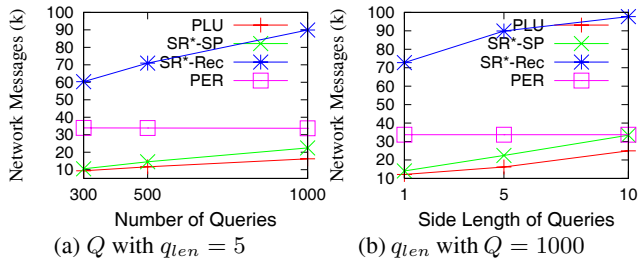 Network Messages (k)
100
90
80
70
60
50
40
30
20
10
300
500
1000
Number of Queries
PLU
SR*-SP
SR*-Rec
PER
(a) Q with q_len = 5
Network Messages (k)
100
90
80
70
60
50
40
30
20
10
1
5
10
Side Length of Queries
PLU
SR*-SP
SR*-Rec
PER
(b) q_len with Q = 1000